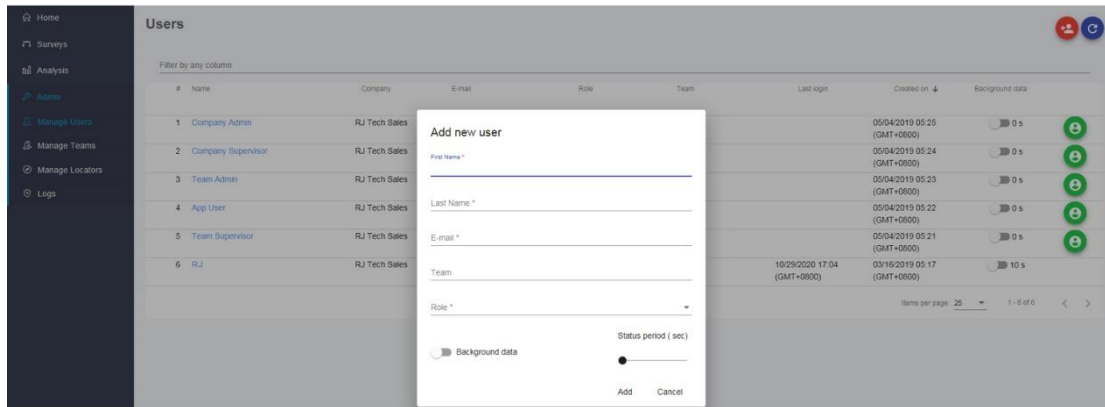 Home
Surveys
Analysis
Admin
Manage Users
Manage Teams
Manage Locators
Logs
Users
Filter by any column
# Name Company E-mail Role Team Last login Created on Background data
1 Company Admin RJ Tech Sales 05/04/2019 05:25 (GMT+0800) 0 s
2 Company Supervisor RJ Tech Sales 05/04/2019 05:24 (GMT+0800) 0 s
3 Team Admin RJ Tech Sales 05/04/2019 05:23 (GMT+0800) 0 s
4 App User RJ Tech Sales 05/04/2019 05:22 (GMT+0800) 0 s
5 Team Supervisor RJ Tech Sales 05/04/2019 05:21 (GMT+0800) 0 s
6 RJ RJ Tech Sales 10/29/2020 17:04 (GMT+0800) 03/16/2019 05:17 (GMT+0800) 10 s
Items per page: 25 1 - 6 of 6
Add new user
First Name *
Last Name *
E-mail *
Team
Role *
Status period ( sec)
Background data
Add Cancel